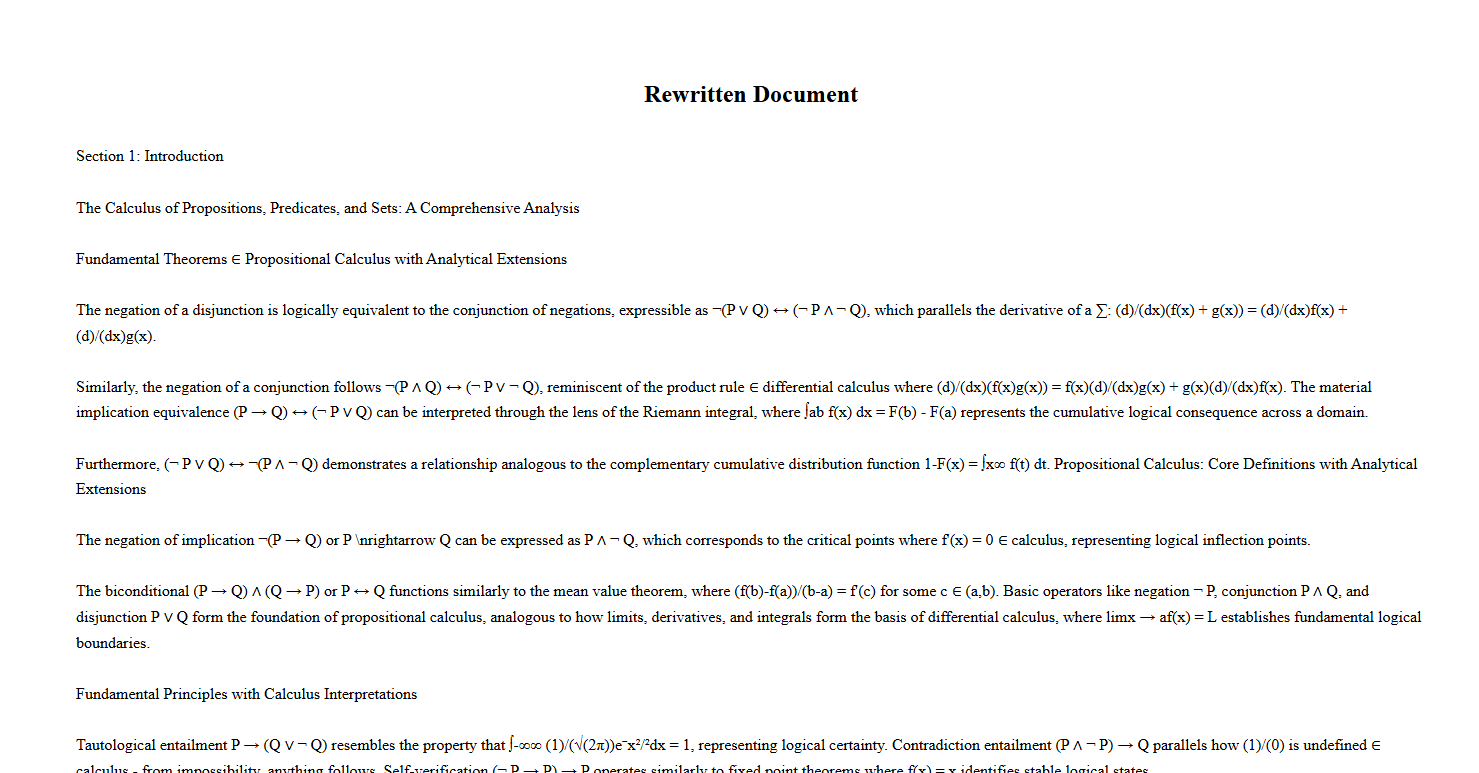 Rewritten Document
Section 1: Introduction
The Calculus of Propositions, Predicates, and Sets: A Comprehensive Analysis
Fundamental Theorems ∈ Propositional Calculus with Analytical Extensions
The negation of a disjunction is logically equivalent to the conjunction of negations, expressible as ¬(P ∨ Q) ↔ (¬ P ∧ ¬ Q), which parallels the derivative of a ∑: (d)/(dx)(f(x) + g(x)) = (d)/(dx)f(x) +
(d)/(dx)g(x).
Similarly, the negation of a conjunction follows ¬(P ∧ Q) ↔ (¬ P ∨ ¬ Q), reminiscent of the product rule ∈ differential calculus where (d)/(dx)(f(x)g(x)) = f(x)(d)/(dx)g(x) + g(x)(d)/(dx)f(x). The material
implication equivalence (P → Q) ↔ (¬ P ∨ Q) can be interpreted through the lens of the Riemann integral, where ∫ab f(x) dx = F(b) - F(a) represents the cumulative logical consequence across a domain.
Furthermore, (¬ P ∨ Q) ↔ ¬(P ∧ ¬ Q) demonstrates a relationship analogous to the complementary cumulative distribution function 1-F(x) = ∫x∞ f(t) dt. Propositional Calculus: Core Definitions with Analytical
Extensions
The negation of implication ¬(P → Q) or P \nrightarrow Q can be expressed as P ∧ ¬ Q, which corresponds to the critical points where f'(x) = 0 ∈ calculus, representing logical inflection points.
The biconditional (P → Q) ∧ (Q → P) or P ↔ Q functions similarly to the mean value theorem, where (f(b)-f(a))/(b-a) = f'(c) for some c ∈ (a,b). Basic operators like negation ¬ P, conjunction P ∧ Q, and
disjunction P ∨ Q form the foundation of propositional calculus, analogous to how limits, derivatives, and integrals form the basis of differential calculus, where limx → af(x) = L establishes fundamental logical
boundaries.
Fundamental Principles with Calculus Interpretations
Tautological entailment P → (Q ∨ ¬ Q) resembles the property that ∫-∞∞ (1)/(√(2π))e⁻x²/²dx = 1, representing logical certainty. Contradiction entailment (P ∧ ¬ P) → Q parallels how (1)/(0) is undefined ∈
calculus - from impossibility, anything follows. Self-verification (¬ P → P) → P operates similarly to fixed point theorems where f(x) = x identifies stable logical states.